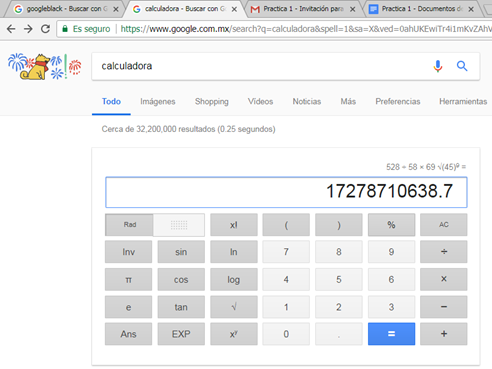 googleblack - Buscar con G
calculadora - Buscar con G
Practica 1 - Invitación para
Practica 1 - Documentos d
Es seguro | https://www.google.com.mx/search?q=calculadora&spell=1&sa=X&ved=0ahUKEwiTr4i1mKvZAhV
calculadora
Todo Imágenes Shopping Vídeos Noticias Más Preferencias Herramientas
Cerca de 32,200,000 resultados (0.25 segundos)
528 ÷ 58 × 69 √(45)⁹ =
17278710638.7
Rad x! ( ) % AC
Inv sin ln 7 8 9 ÷
π cos log 4 5 6 ×
e tan √ 1 2 3 −
Ans EXP xʸ 0 . = +